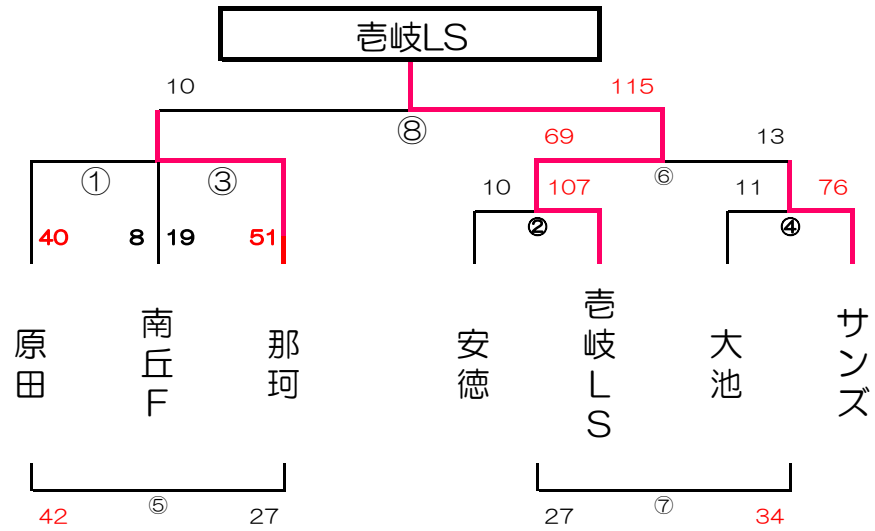 壱岐LS
10 115
⑧
69 13
① ③ ⑥
10 107 11 76
② ④
40 8 19 51
原田
南丘F
那珂
安徳
壱岐LS
大池
サンズ
⑤ ⑦
42 27 27 34